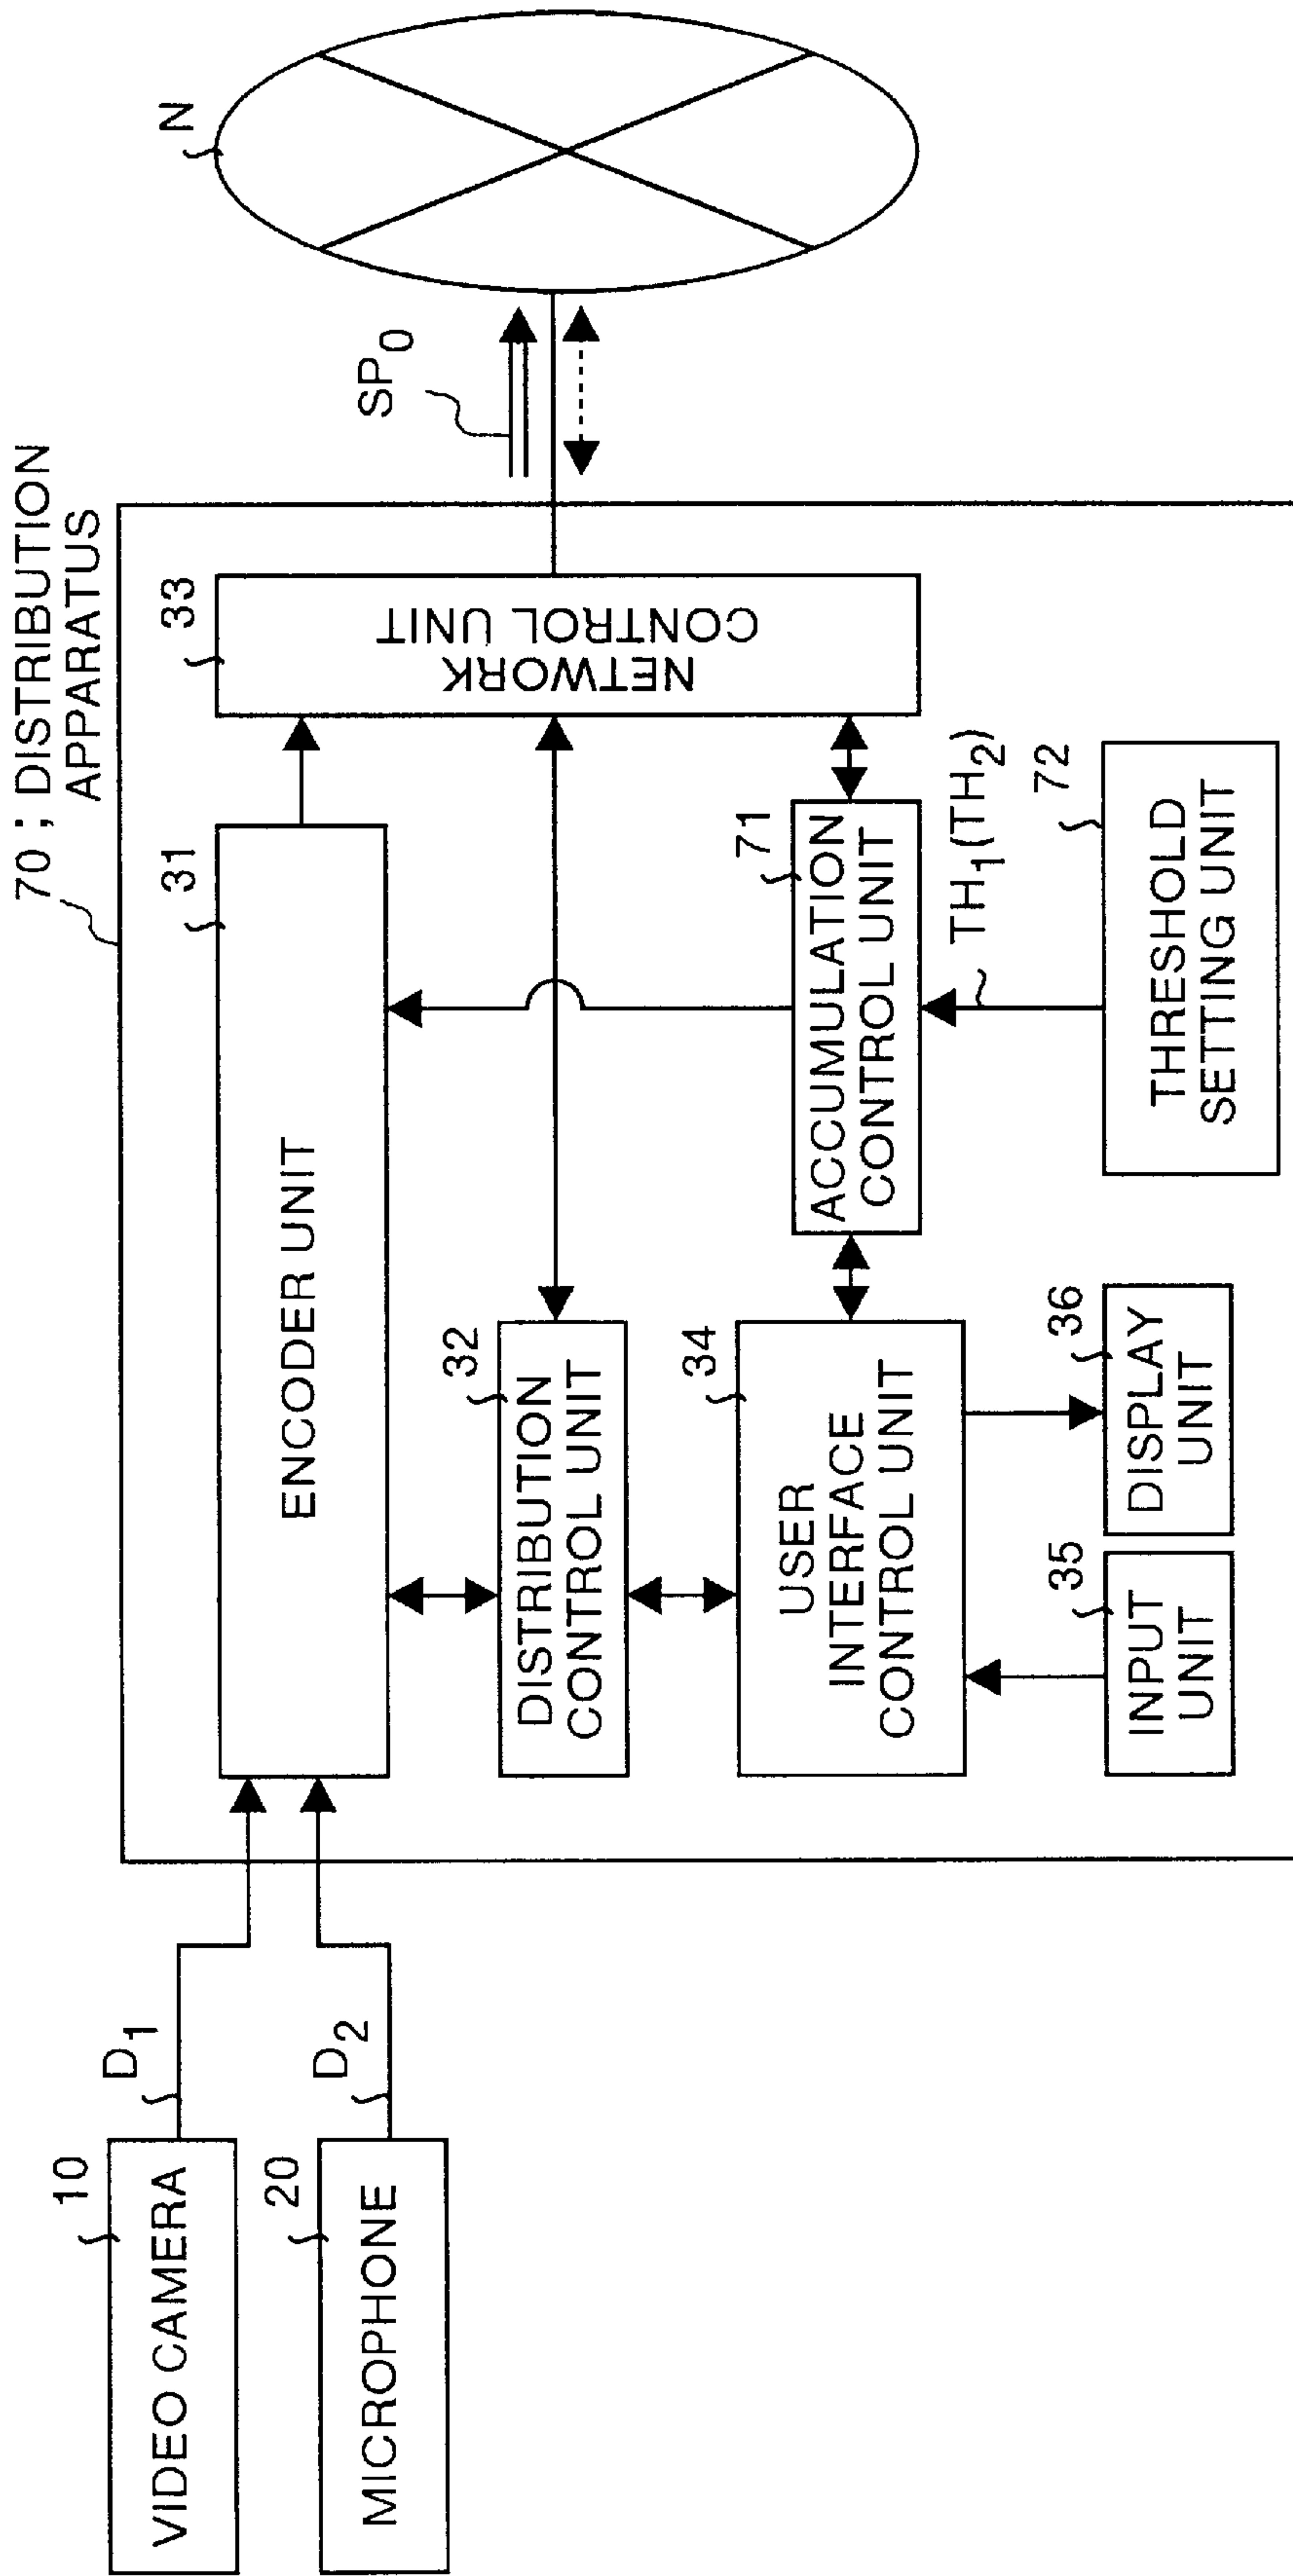 70 ; DISTRIBUTION
APPARATUS
10
VIDEO CAMERA
D1
20
MICROPHONE
D2
31
ENCODER UNIT
33
NETWORK
CONTROL UNIT
SP0
N
32
DISTRIBUTION
CONTROL UNIT
34
USER
INTERFACE
CONTROL UNIT
71
ACCUMULATION
CONTROL UNIT
TH1(TH2)
35
INPUT
UNIT
36
DISPLAY
UNIT
72
THRESHOLD
SETTING UNIT